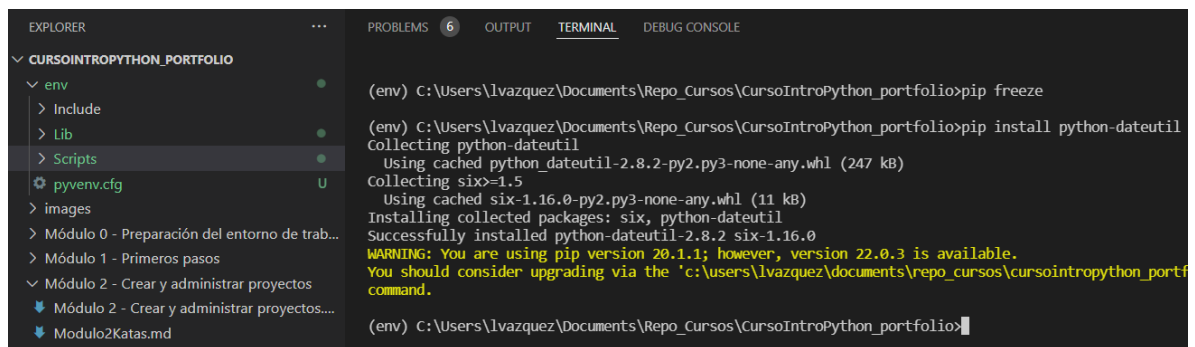 EXPLORER ...
CURSOINTROPYTHON_PORTFOLIO
env
Include
Lib
Scripts
pyvenv.cfg U
images
Módulo 0 - Preparación del entorno de trab...
Módulo 1 - Primeros pasos
Módulo 2 - Crear y administrar proyectos
Módulo 2 - Crear y administrar proyectos....
Modulo2Katas.md
PROBLEMS 6 OUTPUT TERMINAL DEBUG CONSOLE
(env) C:\Users\lvazquez\Documents\Repo_Cursos\CursoIntroPython_portfolio>pip freeze
(env) C:\Users\lvazquez\Documents\Repo_Cursos\CursoIntroPython_portfolio>pip install python-dateutil
Collecting python-dateutil
  Using cached python_dateutil-2.8.2-py2.py3-none-any.whl (247 kB)
Collecting six>=1.5
  Using cached six-1.16.0-py2.py3-none-any.whl (11 kB)
Installing collected packages: six, python-dateutil
Successfully installed python-dateutil-2.8.2 six-1.16.0
WARNING: You are using pip version 20.1.1; however, version 22.0.3 is available.
You should consider upgrading via the 'c:\users\lvazquez\documents\repo_cursos\cursointropython_portf
command.
(env) C:\Users\lvazquez\Documents\Repo_Cursos\CursoIntroPython_portfolio>